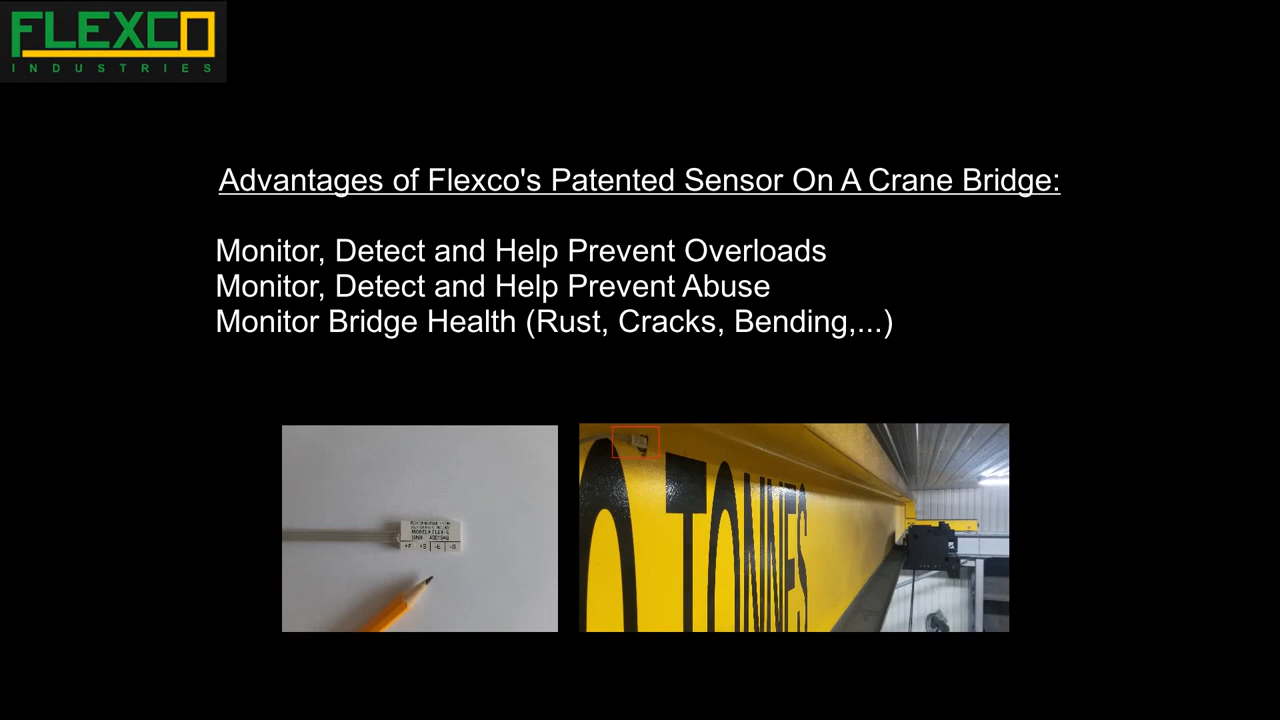 FLEXCO
INDUSTRIES
Advantages of Flexco's Patented Sensor On A Crane Bridge:
Monitor, Detect and Help Prevent Overloads
Monitor, Detect and Help Prevent Abuse
Monitor Bridge Health (Rust, Cracks, Bending,...)
+E +S -E -S
TONNES